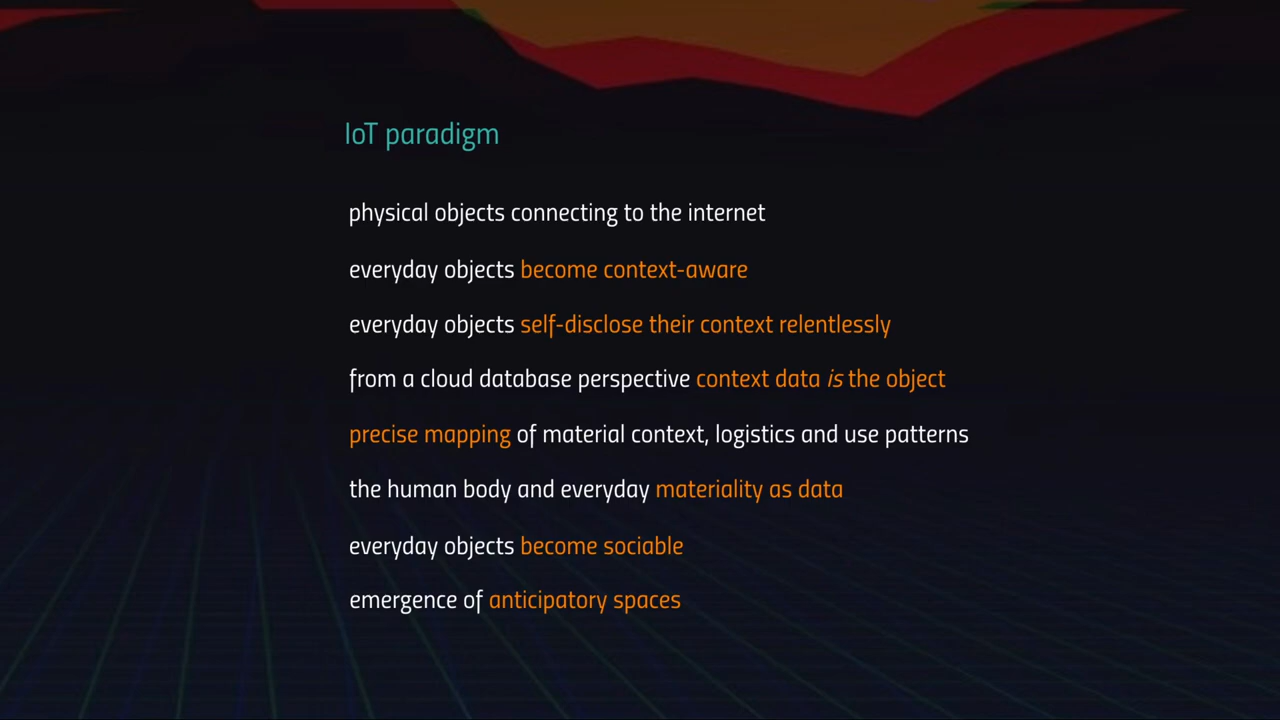 IoT paradigm
physical objects connecting to the internet
everyday objects become context-aware
everyday objects self-disclose their context relentlessly
from a cloud database perspective context data is the object
precise mapping of material context, logistics and use patterns
the human body and everyday materiality as data
everyday objects become sociable
emergence of anticipatory spaces